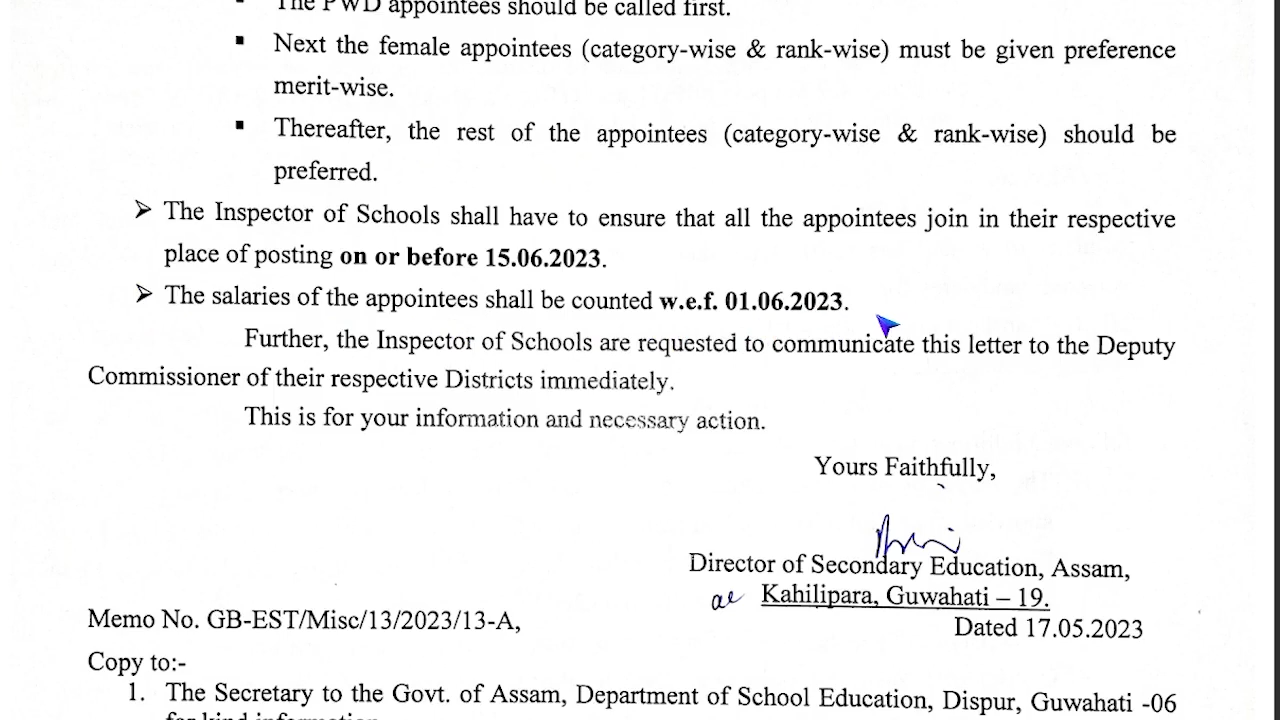 The PWD appointees should be called first.
Next the female appointees (category-wise & rank-wise) must be given preference
merit-wise.
Thereafter, the rest of the appointees (category-wise & rank-wise) should be
preferred.
The Inspector of Schools shall have to ensure that all the appointees join in their respective
place of posting on or before 15.06.2023.
The salaries of the appointees shall be counted w.e.f. 01.06.2023.
Further, the Inspector of Schools are requested to communicate this letter to the Deputy
Commissioner of their respective Districts immediately.
This is for your information and necessary action.
Yours Faithfully,
Director of Secondary Education, Assam,
Kahilipara, Guwahati – 19.
Memo No. GB-EST/Misc/13/2023/13-A,
Dated 17.05.2023
Copy to:-
1. The Secretary to the Govt. of Assam, Department of School Education, Dispur, Guwahati -06
for kind information